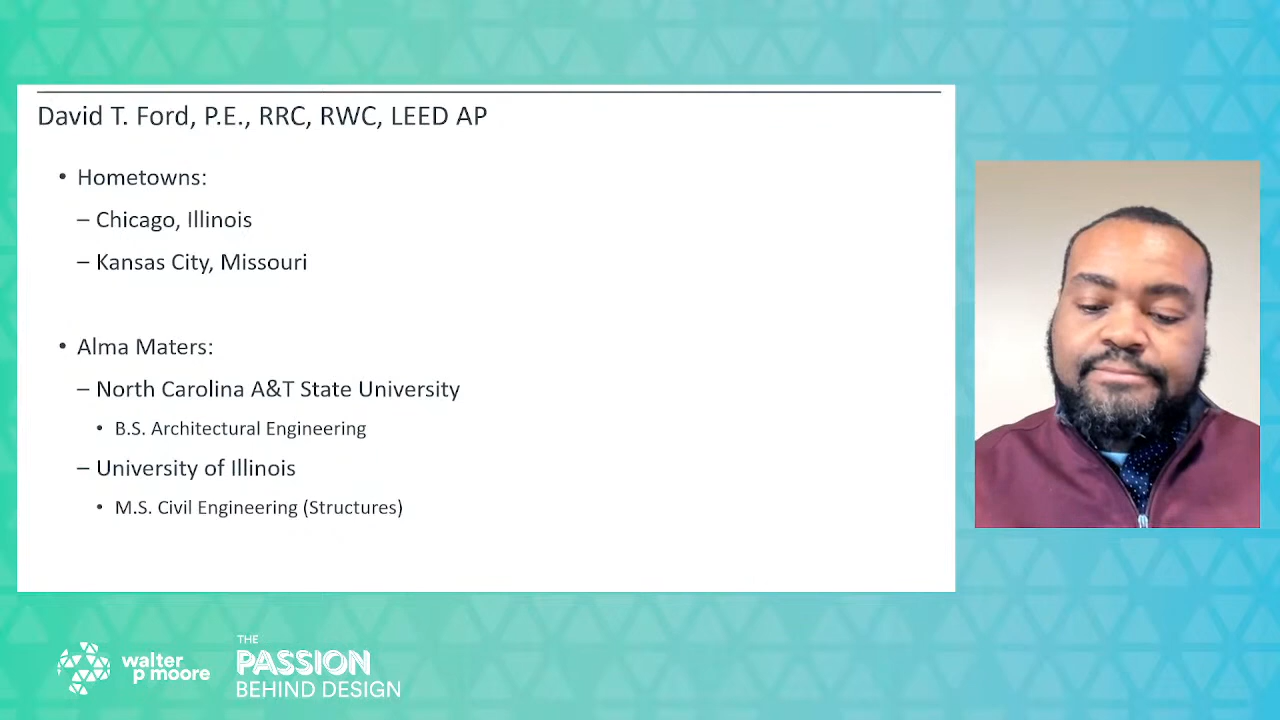 David T. Ford, P.E., RRC, RWC, LEED AP
• Hometowns:
– Chicago, Illinois
– Kansas City, Missouri
• Alma Maters:
– North Carolina A&T State University
• B.S. Architectural Engineering
– University of Illinois
• M.S. Civil Engineering (Structures)
walter
p moore
THE
PASSION
BEHIND DESIGN